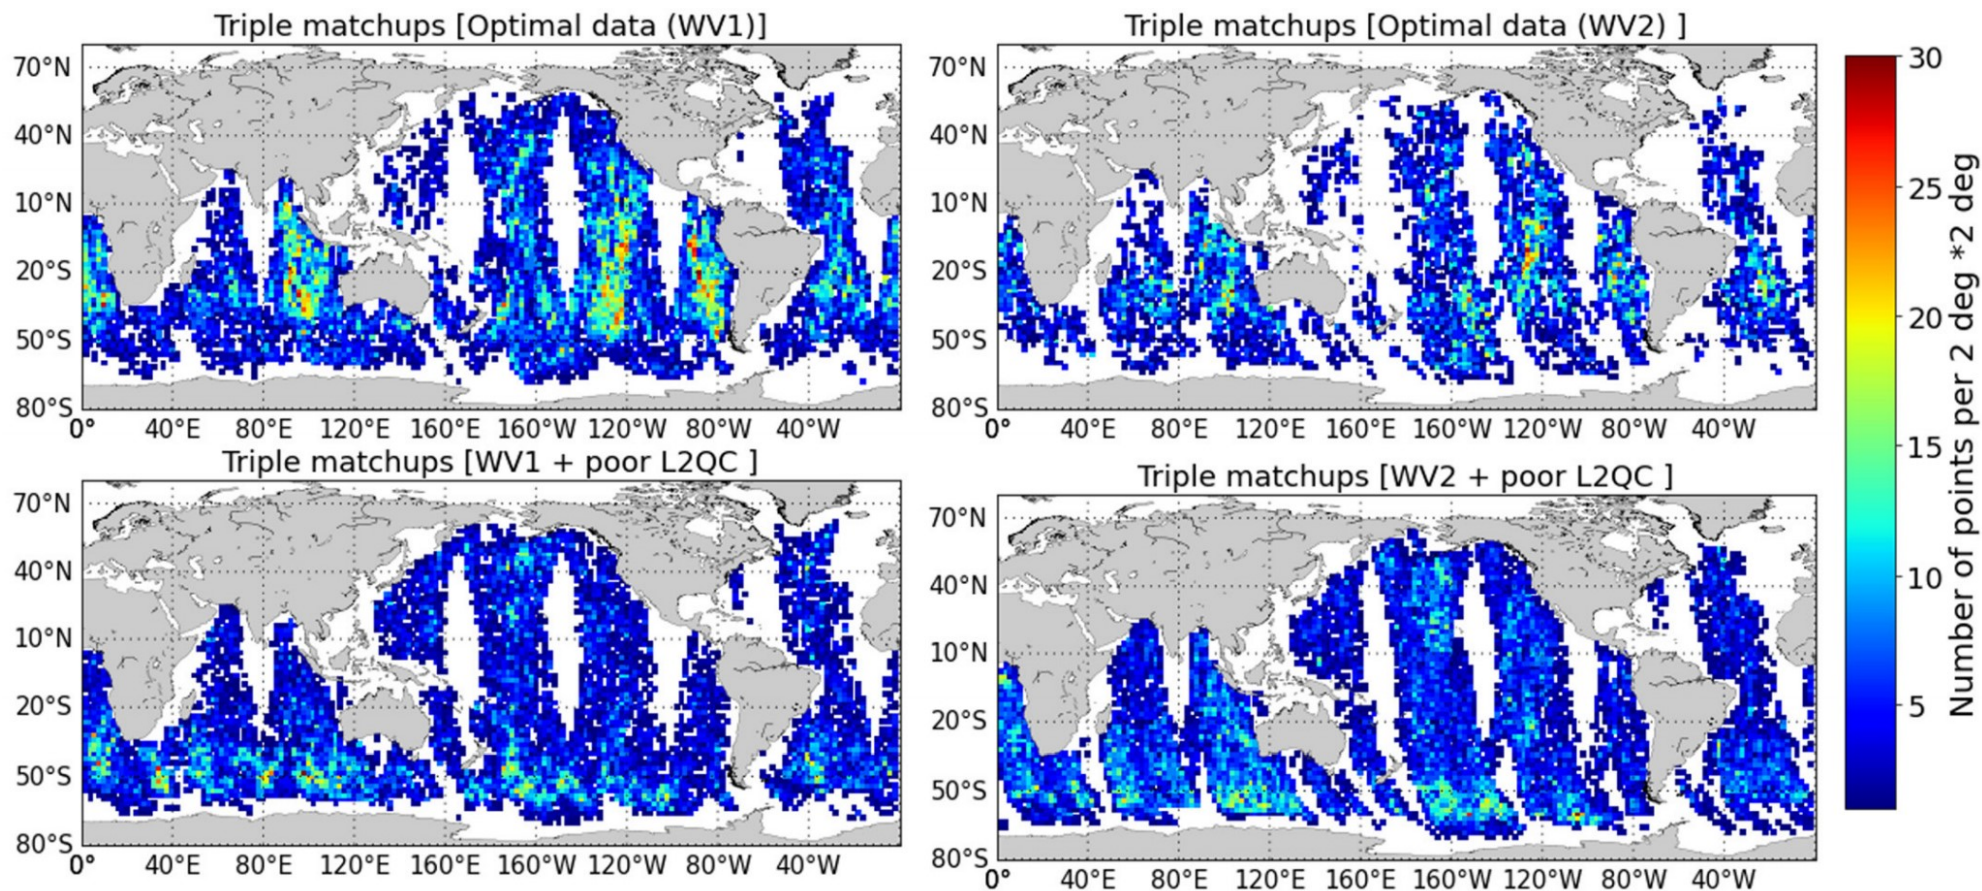 Triple matchups [Optimal data (WV1)]
70°N
40°N
10°N
20°S
50°S
80°S
0° 40°E 80°E 120°E 160°E 160°W 120°W 80°W 40°W
Triple matchups [Optimal data (WV2) ]
70°N
40°N
10°N
20°S
50°S
80°S
0° 40°E 80°E 120°E 160°E 160°W 120°W 80°W 40°W
Triple matchups [WV1 + poor L2QC ]
70°N
40°N
10°N
20°S
50°S
80°S
0° 40°E 80°E 120°E 160°E 160°W 120°W 80°W 40°W
Triple matchups [WV2 + poor L2QC ]
70°N
40°N
10°N
20°S
50°S
80°S
0° 40°E 80°E 120°E 160°E 160°W 120°W 80°W 40°W
30
25
20
15
10
5
Number of points per 2 deg *2 deg